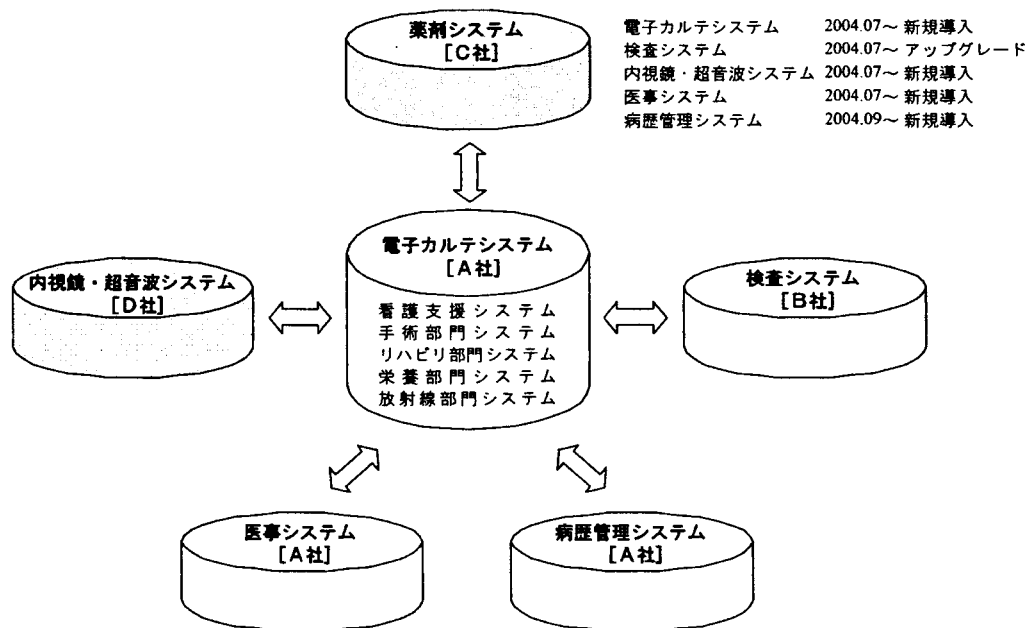 薬剤システム
[C社]
電子カルテシステム 2004.07～ 新規導入
検査システム 2004.07～ アップグレード
内視鏡・超音波システム 2004.07～ 新規導入
医事システム 2004.07～ 新規導入
病歴管理システム 2004.09～ 新規導入
電子カルテシステム
[A社]
看護支援システム
手術部門システム
リハビリ部門システム
栄養部門システム
放射線部門システム
内視鏡・超音波システム
[D社]
検査システム
[B社]
医事システム
[A社]
病歴管理システム
[A社]